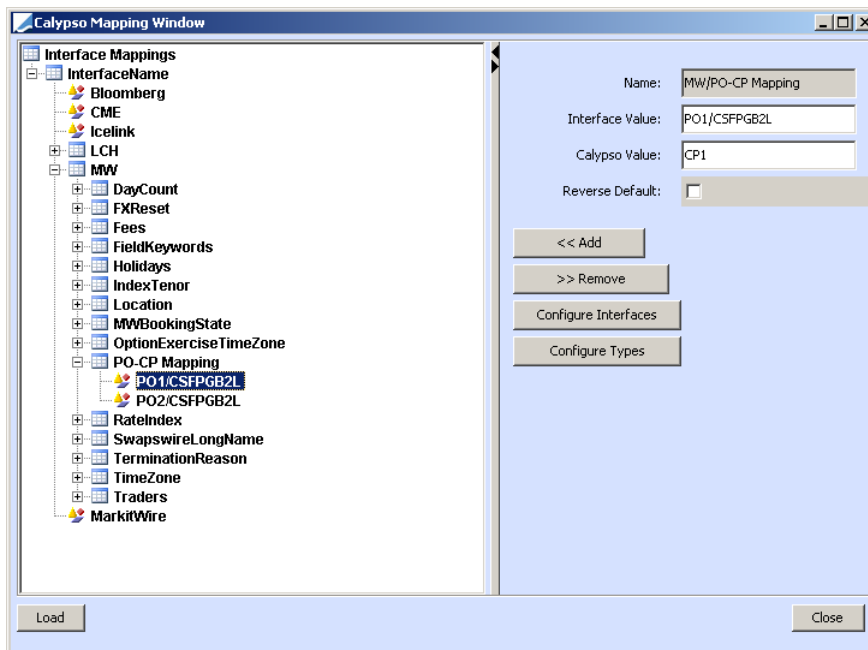 Calypso Mapping Window
Interface Mappings
InterfaceName
Bloomberg
CME
Icelink
LCH
MW
DayCount
FXReset
Fees
FieldKeywords
Holidays
IndexTenor
Location
MWBookingState
OptionExerciseTimeZone
PO-CP Mapping
PO1/CSFPGB2L
PO2/CSFPGB2L
RateIndex
SwapswireLongName
TerminationReason
TimeZone
Traders
MarkitWire
Name: MW/PO-CP Mapping
Interface Value: PO1/CSFPGB2L
Calypso Value: CP1
Reverse Default:
<< Add
>> Remove
Configure Interfaces
Configure Types
Load
Close